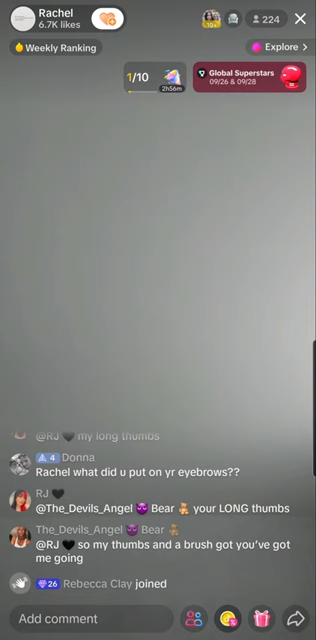 Rachel
6.7K likes
10+
224
Weekly Ranking
Explore >
1/10
2h56m
Global Superstars
09/26 & 09/28
@RJ 🖤 my long thumbs
4 Donna
Rachel what did u put on yr eyebrows??
RJ 🖤
@The_Devils_Angel 😈 Bear 🧸 your LONG thumbs
The_Devils_Angel 😈 Bear 🧸
@RJ 🖤 so my thumbs and a brush got you’ve got
me going
26 Rebecca Clay joined
Add comment